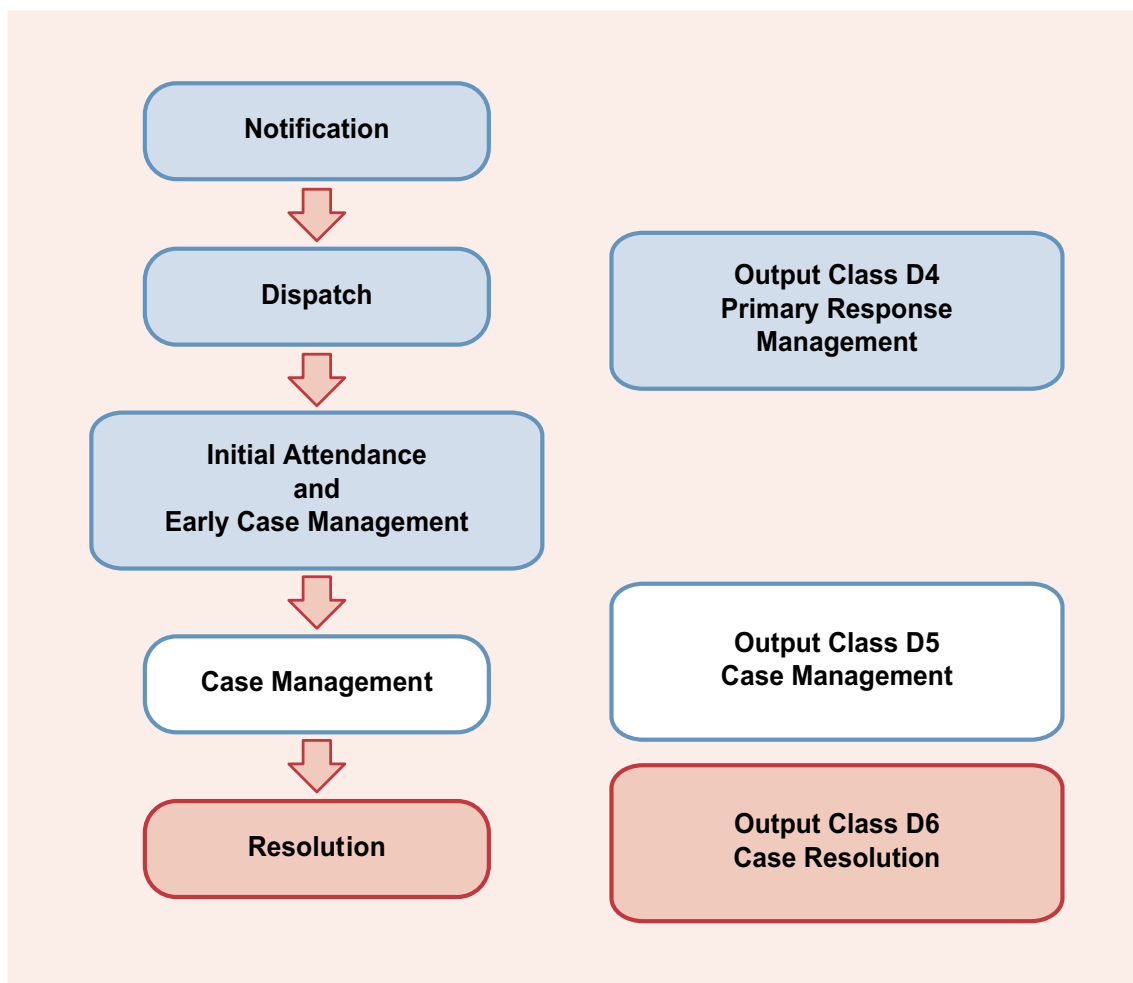 Notification
Dispatch
Output Class D4
Primary Response
Management
Initial Attendance
and
Early Case Management
Case Management
Output Class D5
Case Management
Resolution
Output Class D6
Case Resolution